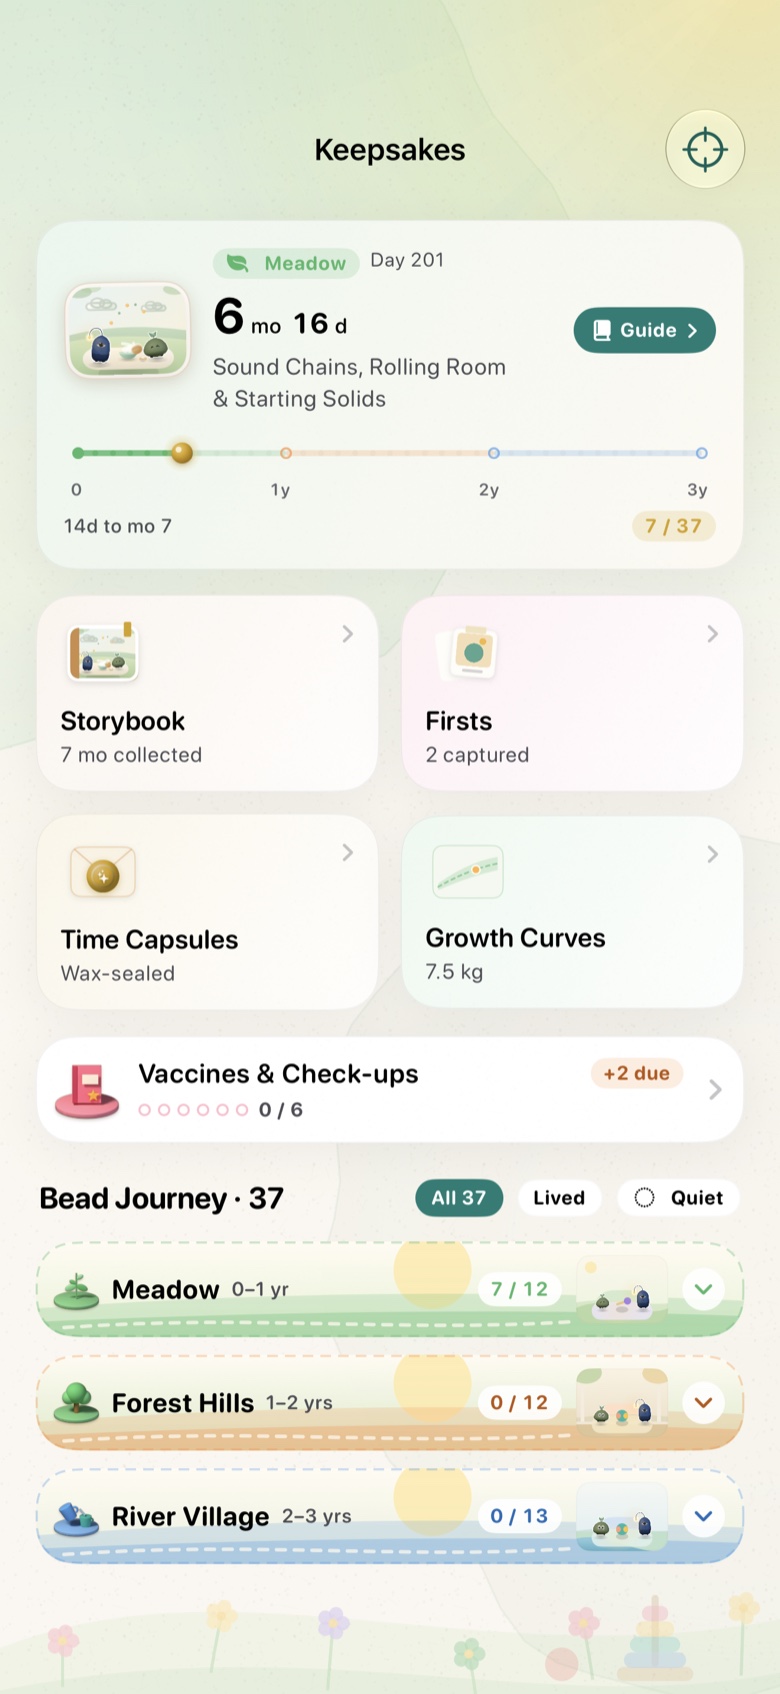 Keepsakes
Meadow Day 201
6 mo 16 d
Guide
Sound Chains, Rolling Room
& Starting Solids
0 1y 2y 3y
14d to mo 7 7 / 37
Storybook
7 mo collected
Firsts
2 captured
Time Capsules
Wax-sealed
Growth Curves
7.5 kg
Vaccines & Check-ups +2 due
0 / 6
Bead Journey · 37 All 37 Lived Quiet
Meadow 0–1 yr 7 / 12
Forest Hills 1–2 yrs 0 / 12
River Village 2–3 yrs 0 / 13